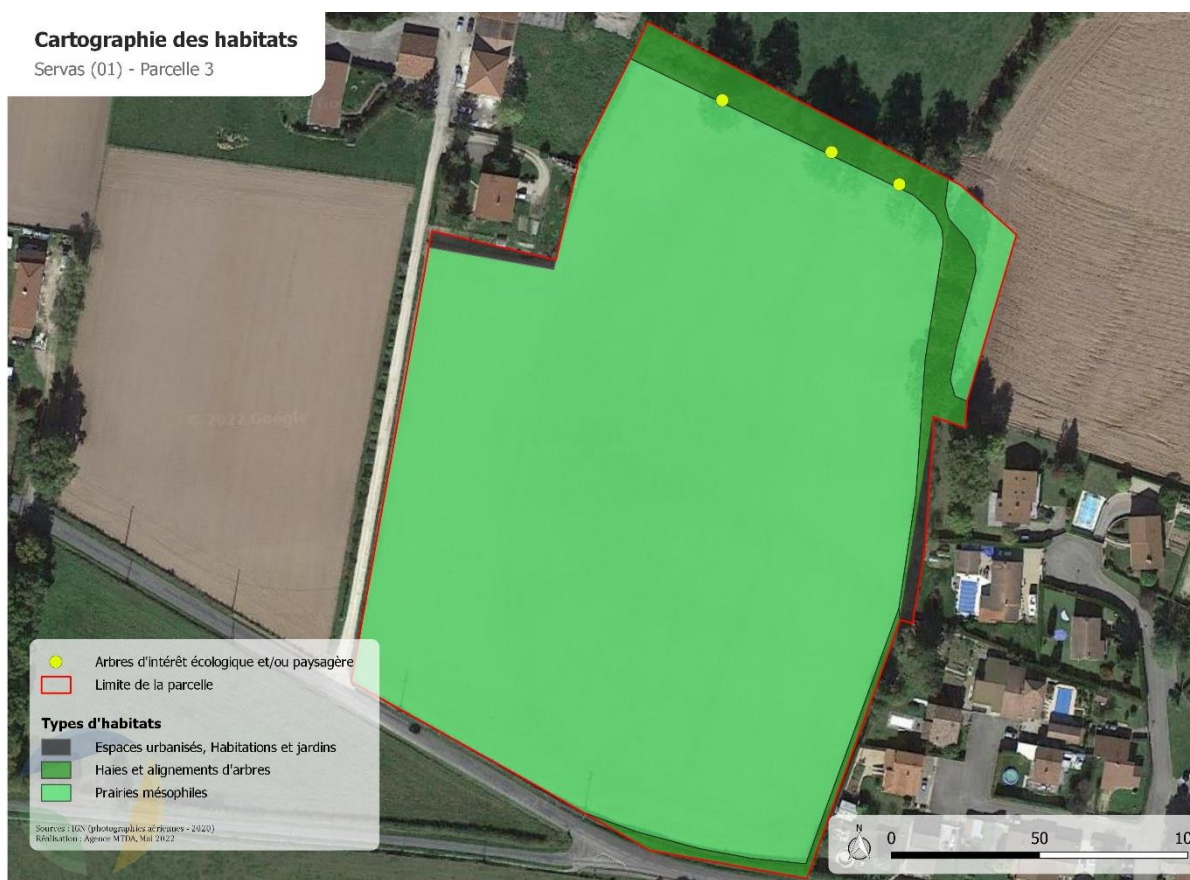 Cartographie des habitats
Servas (01) - Parcelle 3
© 2022 Google
Arbres d'intérêt écologique et/ou paysagère
Limite de la parcelle
Types d'habitats
Espaces urbanisés, Habitations et jardins
Haies et alignements d'arbres
Prairies mésophiles
Sources : IGN (photographies aériennes - 2020)
Réalisation : Agence MTDA, Mai 2022
N
0 50 10